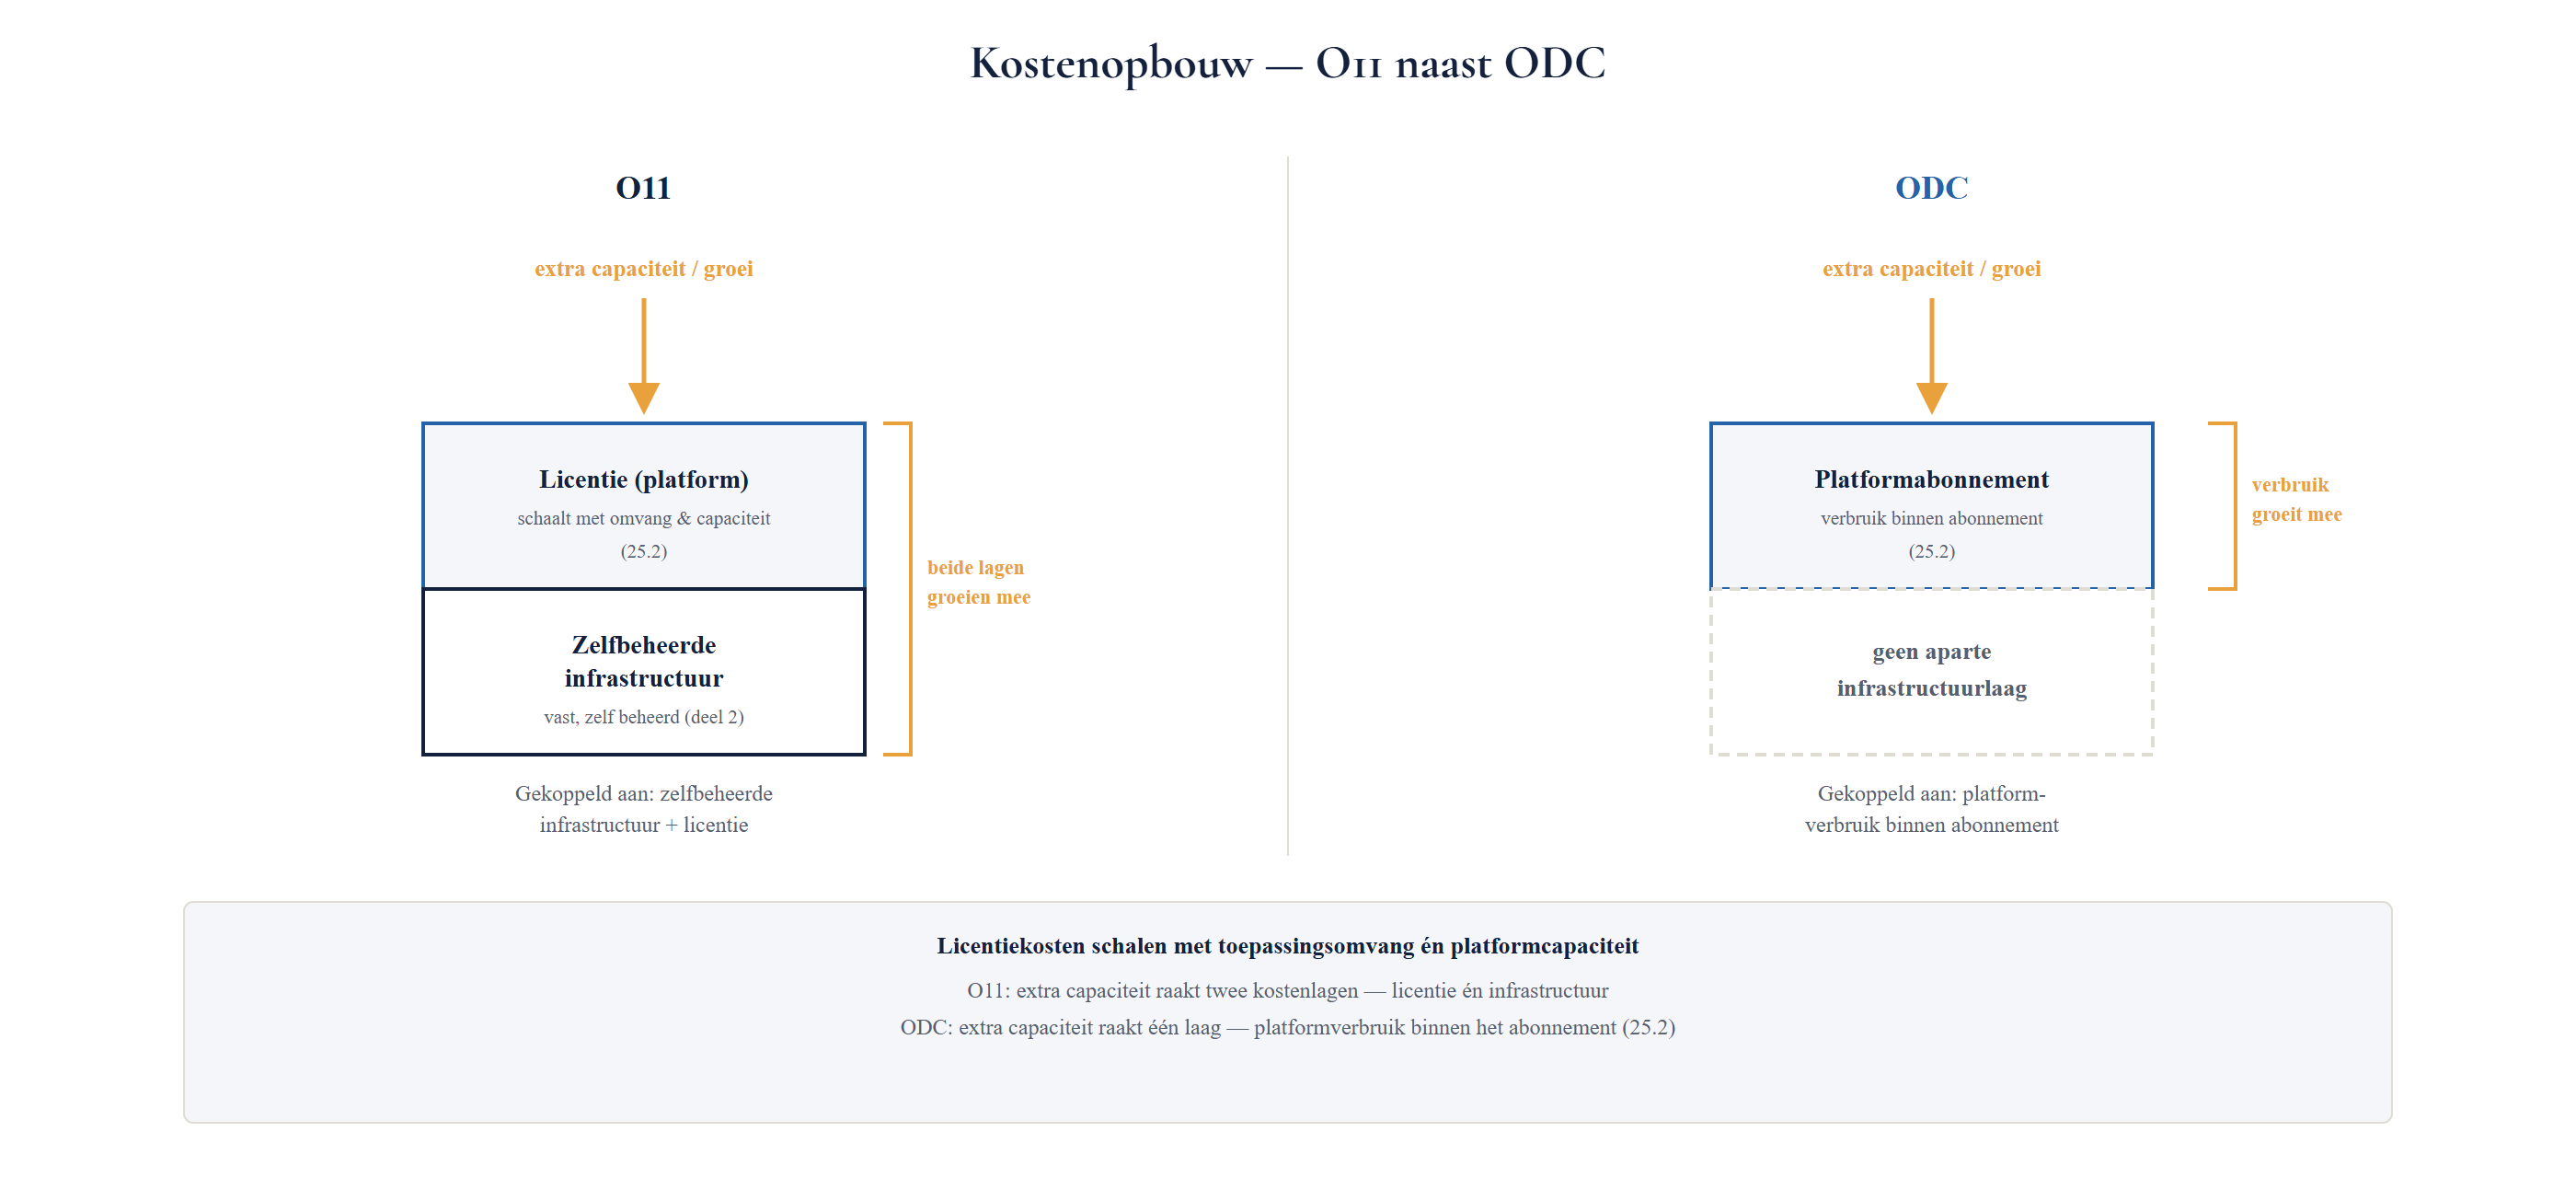 Kostenopbouw — O11 naast ODC
O11
extra capaciteit / groei
Licentie (platform)
schaalt met omvang & capaciteit
(25.2)
Zelfbeheerde
infrastructuur
vast, zelf beheerd (deel 2)
beide lagen
groeien mee
Gekoppeld aan: zelfbeheerde
infrastructuur + licentie
ODC
extra capaciteit / groei
Platformabonnement
verbruik binnen abonnement
(25.2)
verbruik
groeit mee
geen aparte
infrastructuurlaag
Gekoppeld aan: platform-
verbruik binnen abonnement
Licentiekosten schalen met toepassingsomvang én platformcapaciteit
O11: extra capaciteit raakt twee kostenlagen — licentie én infrastructuur
ODC: extra capaciteit raakt één laag — platformverbruik binnen het abonnement (25.2)